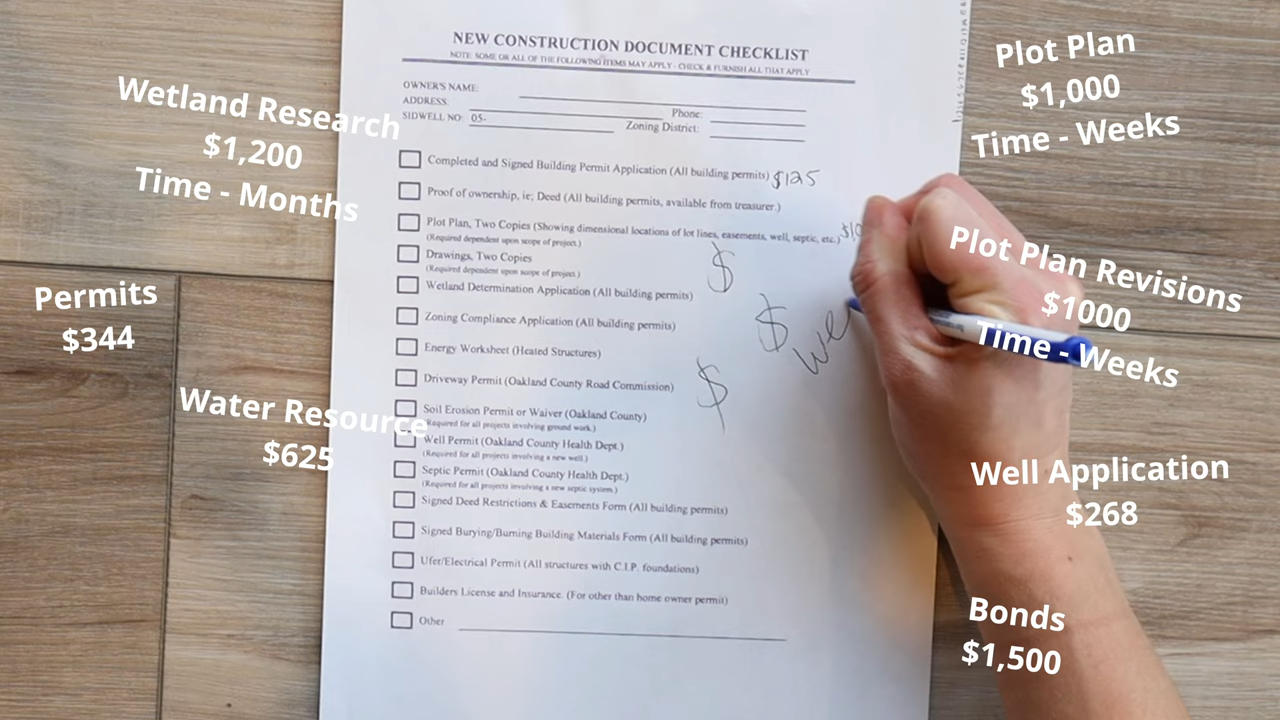 NEW CONSTRUCTION DOCUMENT CHECKLIST
NOTE: SOME OR ALL OF THE FOLLOWING ITEMS MAY APPLY - CHECK & FURNISH ALL THAT APPLY
OWNER'S NAME:
ADDRESS:
Phone:
SIDWELL NO: 05-
Zoning District:
Completed and Signed Building Permit Application (All building permits) $125
Proof of ownership, ie; Deed (All building permits, available from treasurer.)
Plot Plan, Two Copies (Showing dimensional locations of lot lines, easements, well, septic, etc.) $10
(Required dependent upon scope of project.)
Drawings, Two Copies
(Required dependent upon scope of project.)
$
Wetland Determination Application (All building permits)
$ we
Zoning Compliance Application (All building permits)
Energy Worksheet (Heated Structures)
Driveway Permit (Oakland County Road Commission)
$
Soil Erosion Permit or Waiver (Oakland County)
(Required for all projects involving ground work.)
Well Permit (Oakland County Health Dept.)
(Required for all projects involving a new well.)
Septic Permit (Oakland County Health Dept.)
(Required for all projects involving a new septic system.)
Signed Deed Restrictions & Easements Form (All building permits)
Signed Burying/Burning Building Materials Form (All building permits)
Ufer/Electrical Permit (All structures with C.I.P. foundations)
Builders License and Insurance. (For other than home owner permit)
Other
Wetland Research
$1,200
Time - Months
Permits
$344
Water Resource
$625
Plot Plan
$1,000
Time - Weeks
Plot Plan Revisions
$1000
Time - Weeks
Well Application
$268
Bonds
$1,500